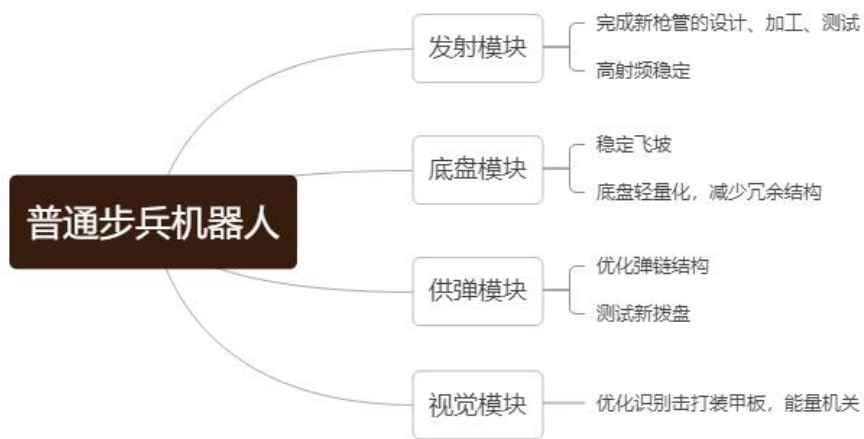 普通步兵机器人
发射模块
完成新枪管的设计、加工、测试
高射频稳定
底盘模块
稳定飞坡
底盘轻量化，减少冗余结构
供弹模块
优化弹链结构
测试新拨盘
视觉模块
优化识别击打装甲板，能量机关